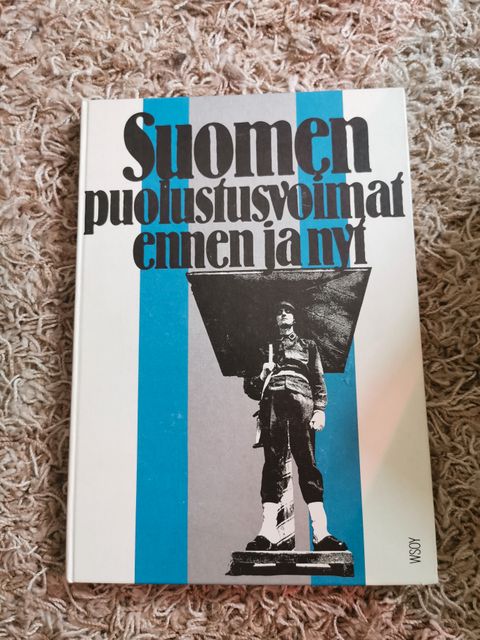 Suomen
puolustusvoimat
ennen ja nyt
WSOY